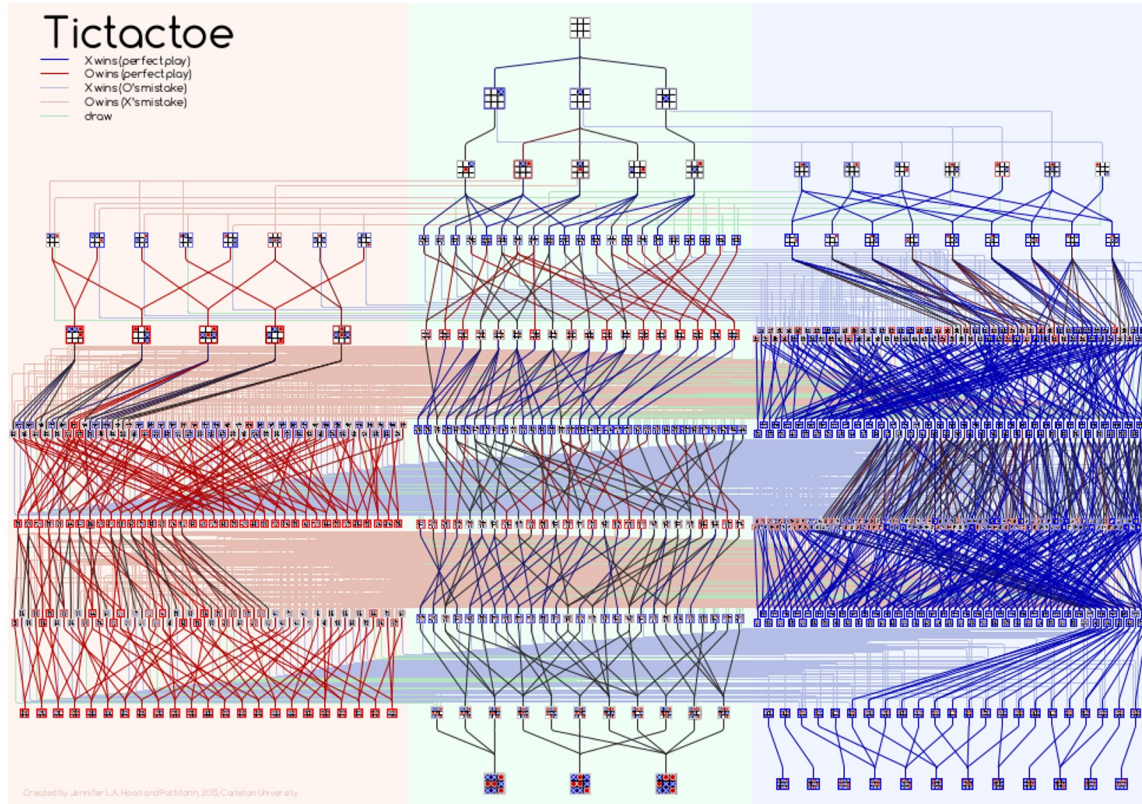 Tictactoe
X wins (perfect play)
O wins (perfect play)
X wins (O's mistake)
O wins (X's mistake)
draw
Created by Jennifer L.A. Hood and Pat Morin, 2015, Carleton University